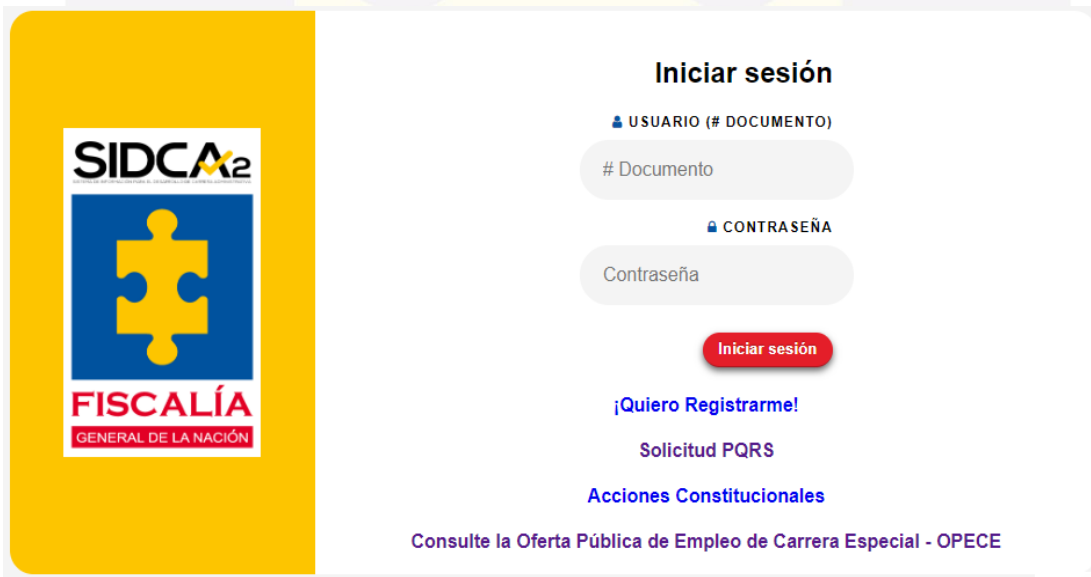 SIDCA2
FISCALÍA
GENERAL DE LA NACIÓN
Iniciar sesión
USUARIO (# DOCUMENTO)
# Documento
CONTRASEÑA
Contraseña
Iniciar sesión
¡Quiero Registrarme!
Solicitud PQRS
Acciones Constitucionales
Consulte la Oferta Pública de Empleo de Carrera Especial - OPECE